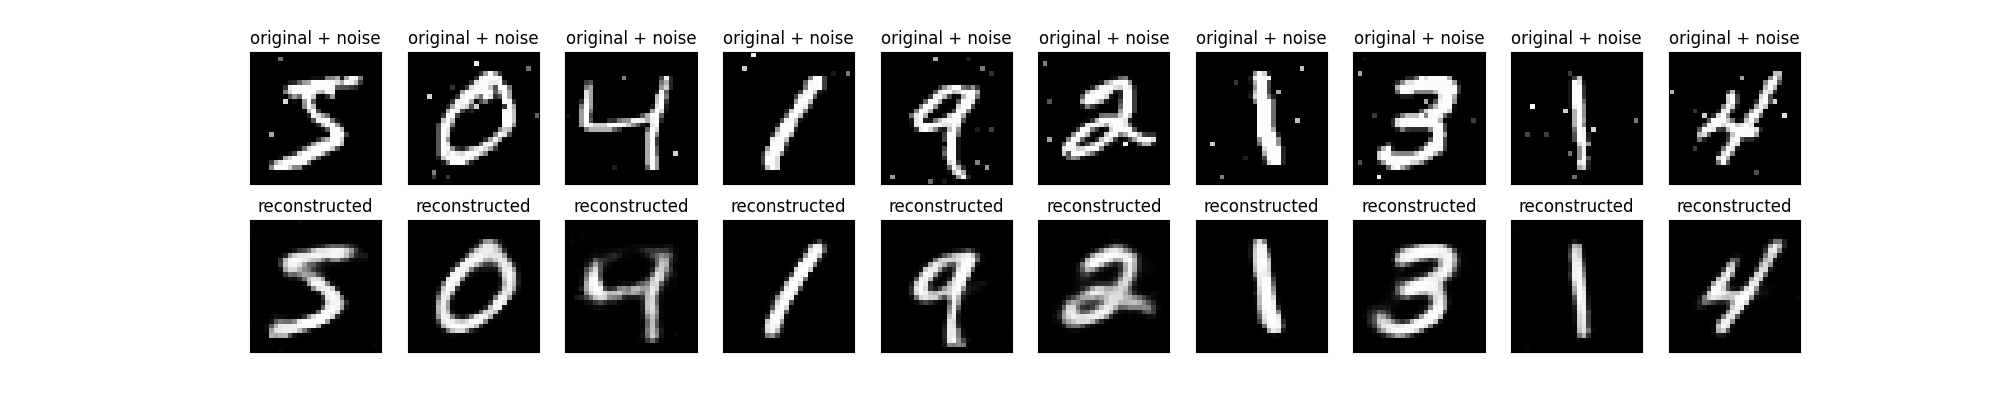 original + noise original + noise original + noise original + noise original + noise original + noise original + noise original + noise original + noise original + noise
5 0 4 1 9 2 1 3 1 4
reconstructed reconstructed reconstructed reconstructed reconstructed reconstructed reconstructed reconstructed reconstructed reconstructed
5 0 4 1 9 2 1 3 1 4